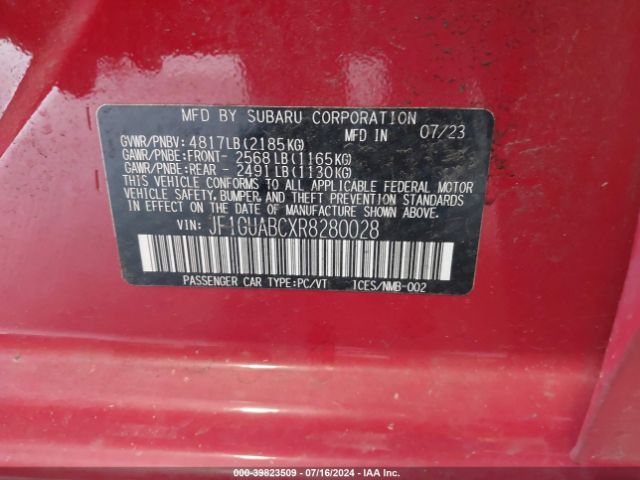 MFD BY SUBARU CORPORATION
MFD IN 07/23
GVWR/PNBV: 4817LB(2185KG)
GAWR/PNBE:FRONT- 2568LB(1165KG)
GAWR/PNBE:REAR - 2491LB(1130KG)
THIS VEHICLE CONFORMS TO ALL APPLICABLE FEDERAL MOTOR
VEHICLE SAFETY, BUMPER, AND THEFT PREVENTION STANDARDS
IN EFFECT ON THE DATE OF MANUFACTURE SHOWN ABOVE.
VIN: JF1GUABCXR8280028
PASSENGER CAR TYPE:PC/VT ICES/NMB-002
000-39823509 - 07/16/2024 - IAA Inc.